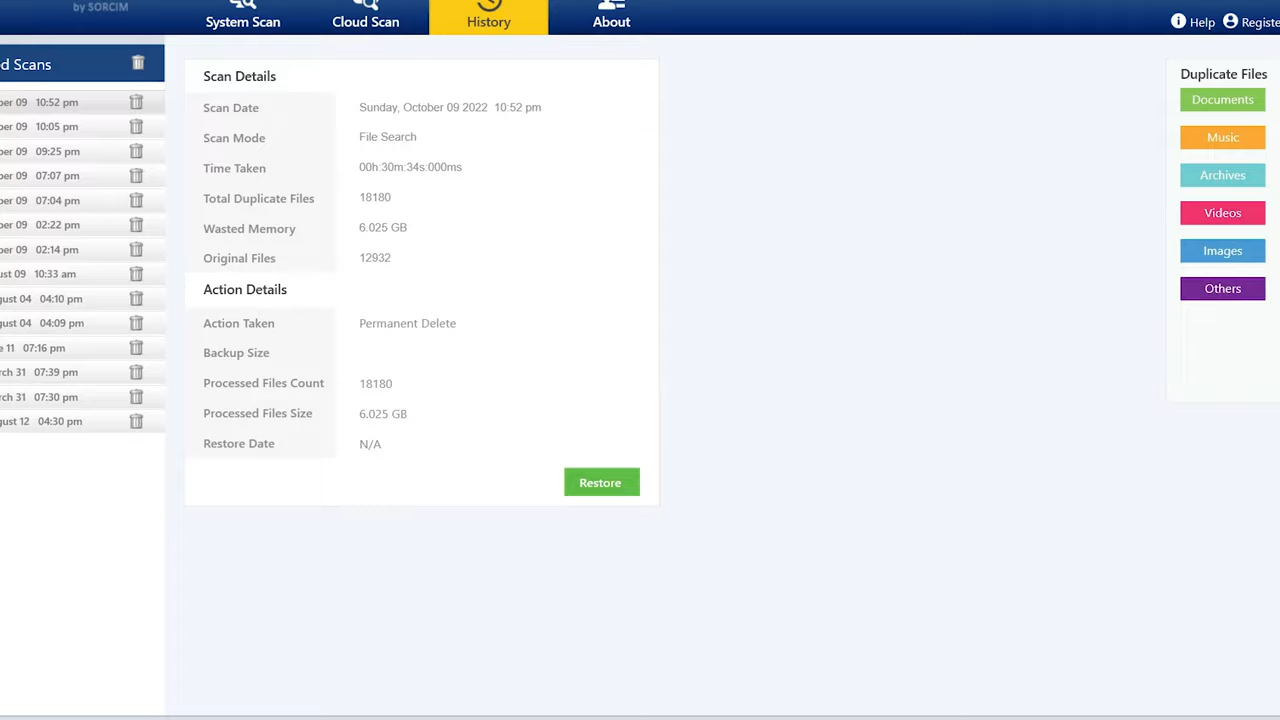 by SORCIM
System Scan
Cloud Scan
History
About
Help
Registe
d Scans
ber 09 10:52 pm
ber 09 10:05 pm
ber 09 09:25 pm
ber 09 07:07 pm
ber 09 07:04 pm
ber 09 02:22 pm
ber 09 02:14 pm
ust 09 10:33 am
gust 04 04:10 pm
gust 04 04:09 pm
e 11 07:16 pm
rch 31 07:39 pm
rch 31 07:30 pm
gust 12 04:30 pm
Scan Details
Scan Date Sunday, October 09 2022 10:52 pm
Scan Mode File Search
Time Taken 00h:30m:34s:000ms
Total Duplicate Files 18180
Wasted Memory 6.025 GB
Original Files 12932
Action Details
Action Taken Permanent Delete
Backup Size
Processed Files Count 18180
Processed Files Size 6.025 GB
Restore Date N/A
Restore
Duplicate Files
Documents
Music
Archives
Videos
Images
Others